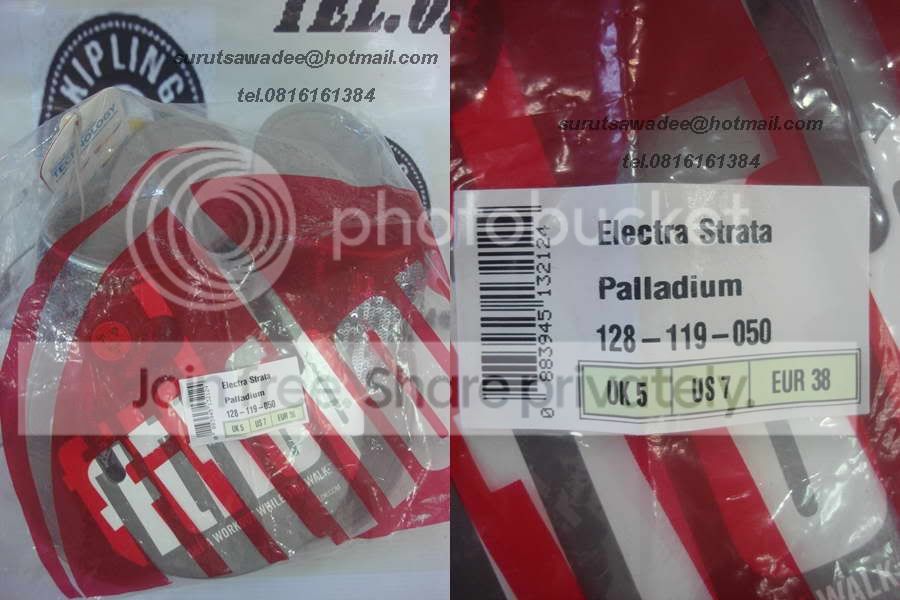 TEL.08
KIPLING
surutsawadee@hotmail.com
tel.0816161384
TECHNOLOGY
photobucket
Join free. Share privately.
Electra Strata
Palladium
128-119-050
UK 5 US 7 EUR 38
fitflop
WORK
WHILE
WALK
surutsawadee@hotmail.com
tel.0816161384
Electra Strata
Palladium
128-119-050
UK 5 US 7 EUR 38
0 883945 132124
WALK